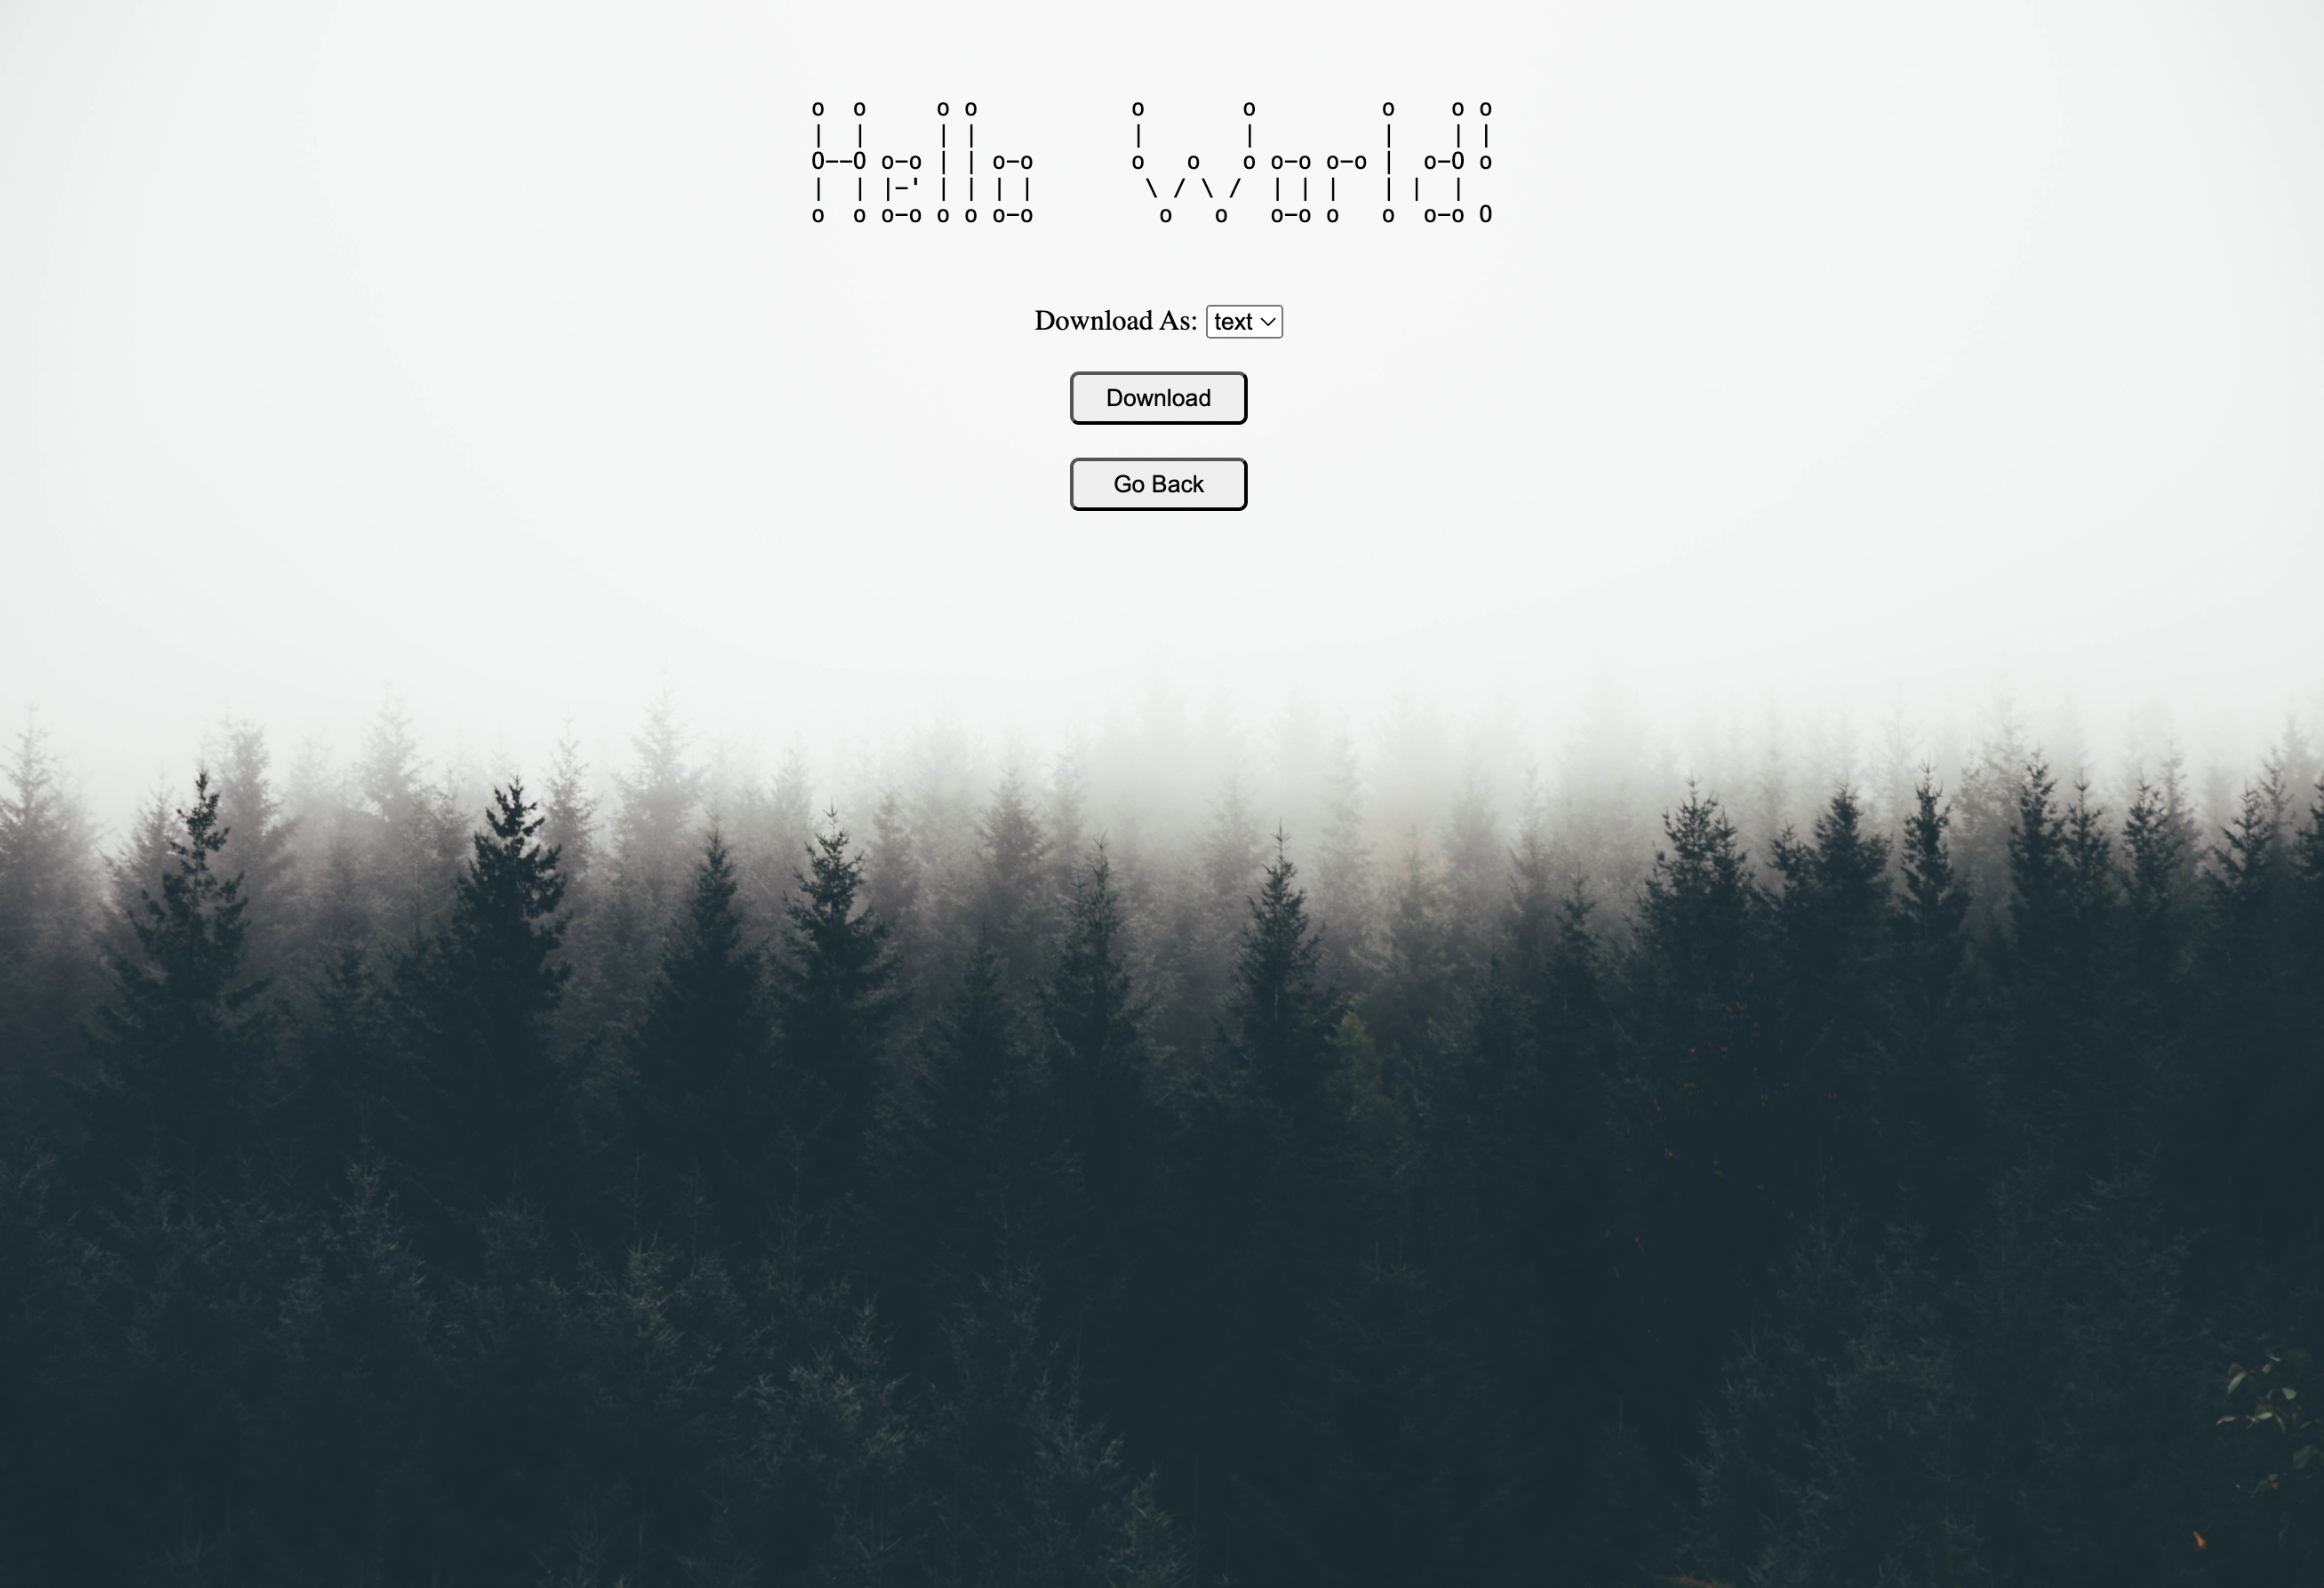 o  o     o o           o       o         o    o o
|  |     | |           |       |         |    | |
O--O o-o | | o-o       o   o   o o-o o-o |  o-O o
|  | |-' | | | |        \ / \ /  | | |   | |  |
o  o o-o o o o-o         o   o   o-o o   o  o-o O
Download As: text
Download
Go Back